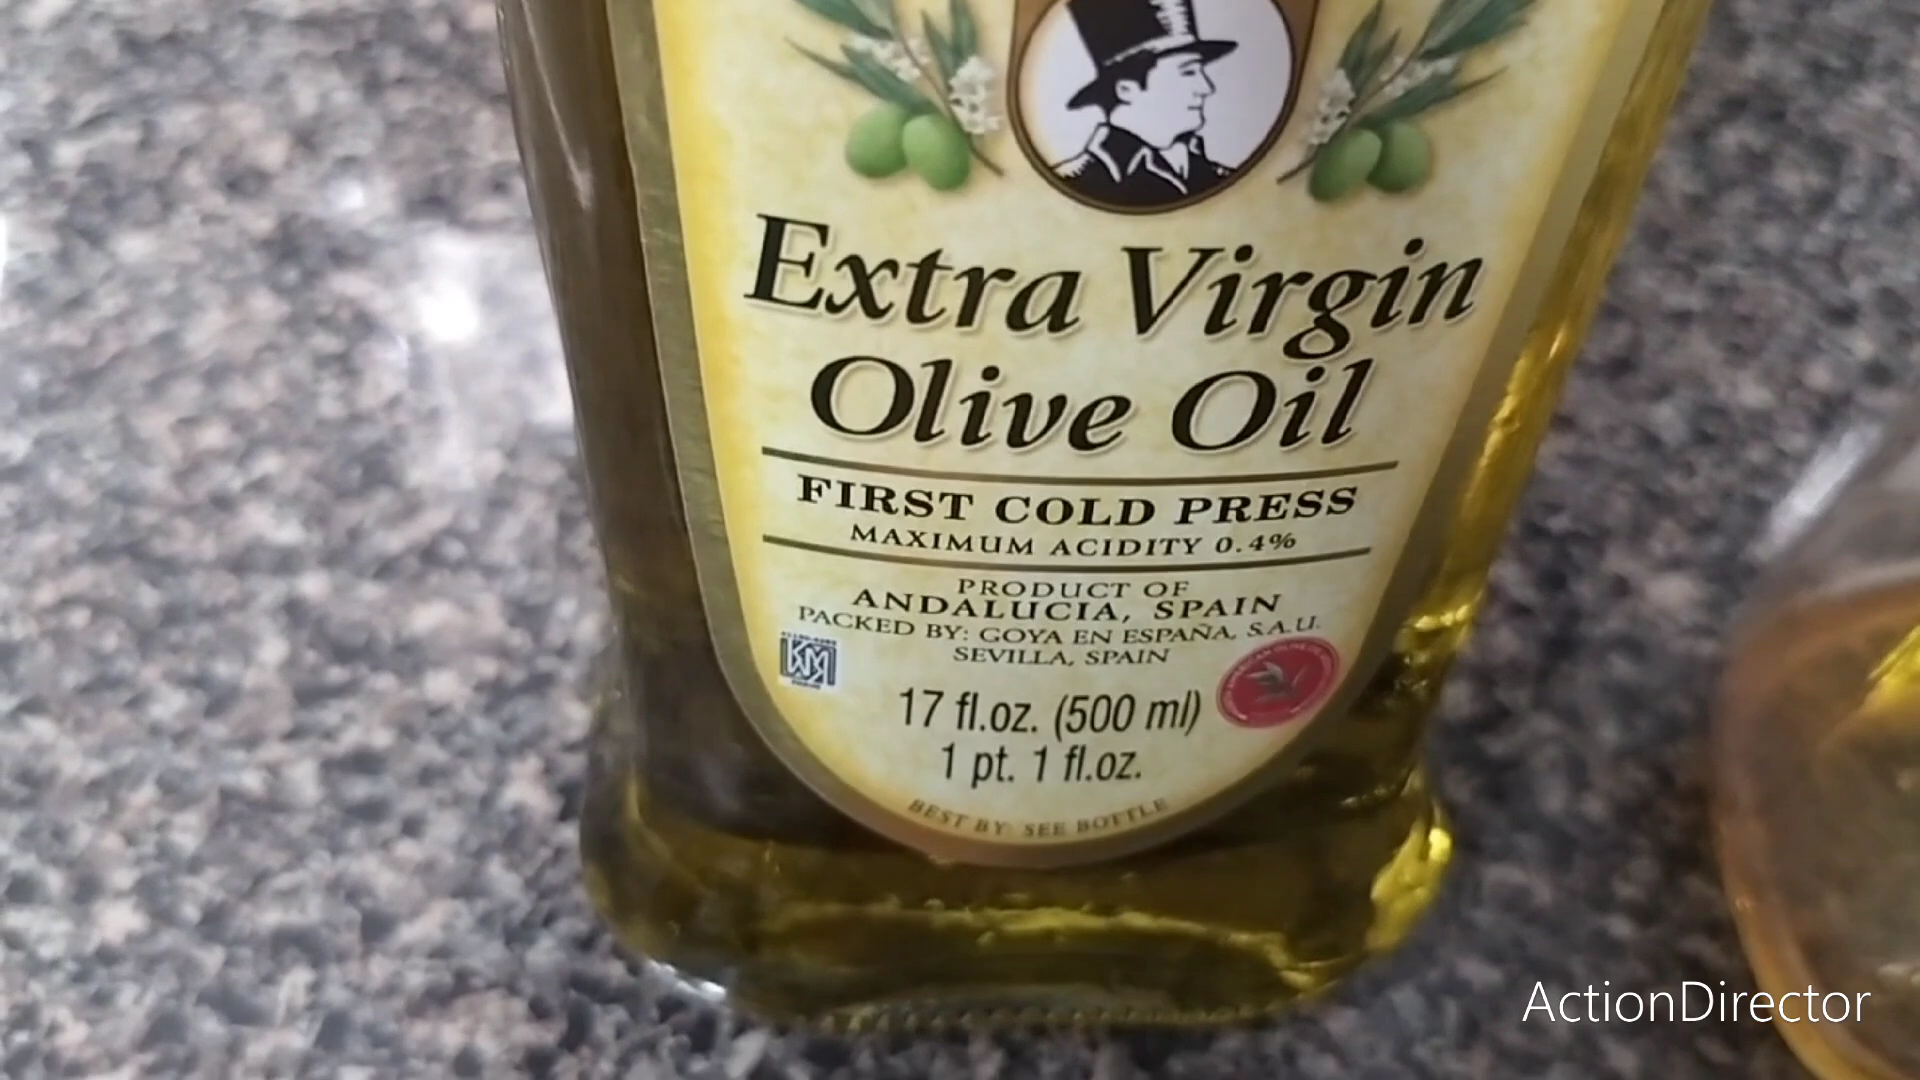 Extra Virgin
Olive Oil
FIRST COLD PRESS
MAXIMUM ACIDITY 0.4%
PRODUCT OF
ANDALUCIA, SPAIN
PACKED BY: GOYA EN ESPAÑA, S.A.U.
SEVILLA, SPAIN
KM
17 fl.oz. (500 ml)
1 pt. 1 fl.oz.
BEST BY: SEE BOTTLE
ActionDirector